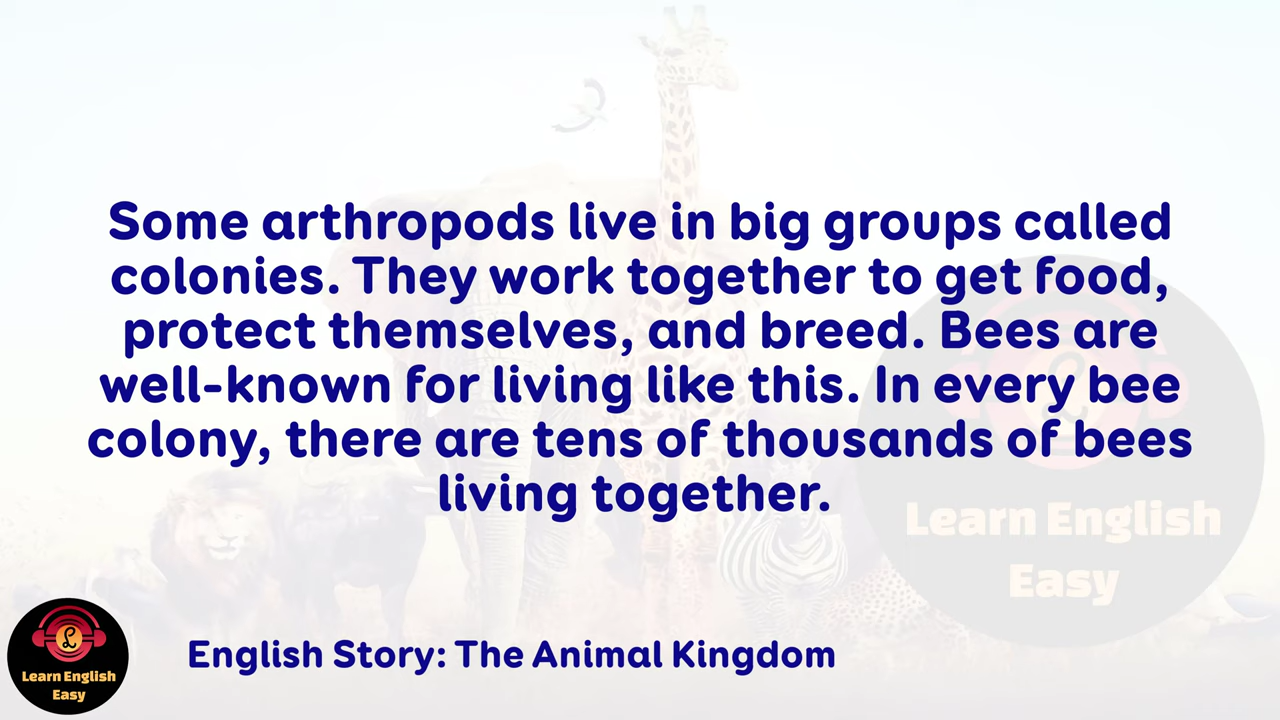 Some arthropods live in big groups called
colonies. They work together to get food,
protect themselves, and breed. Bees are
well-known for living like this. In every bee
colony, there are tens of thousands of bees
living together.
Learn English
Easy
English Story: The Animal Kingdom
Learn English
Easy